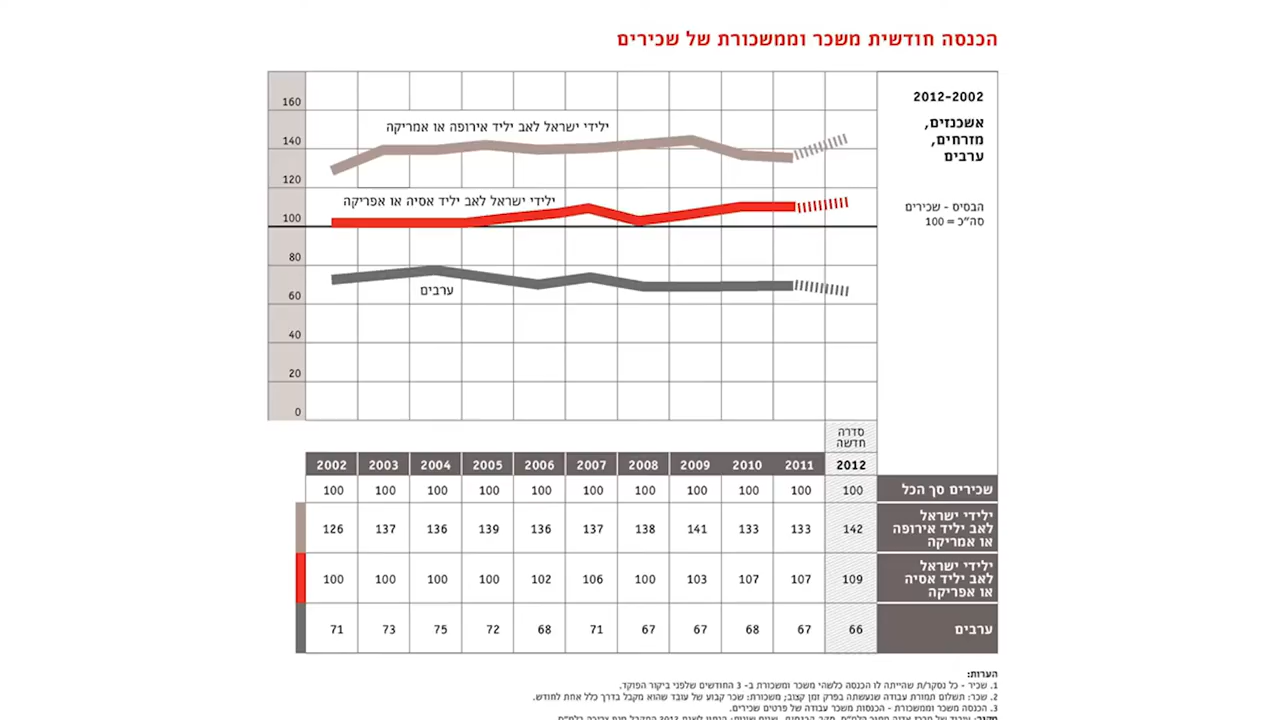 הכנסה חודשית משכר וממשכורת של שכירים
2012-2002
אשכנזים,
מזרחים,
ערבים
הבסיס - שכירים
סה"כ = 100
160
140
120
100
80
60
40
20
0
ילידי ישראל לאב יליד אירופה או אמריקה
ילידי ישראל לאב יליד אסיה או אפריקה
ערבים
סדרה
חדשה
2002 2003 2004 2005 2006 2007 2008 2009 2010 2011 2012
שכירים סך הכל
100 100 100 100 100 100 100 100 100 100 100
ילידי ישראל
לאב יליד אירופה
או אמריקה
126 137 136 139 136 137 138 141 133 133 142
ילידי ישראל
לאב יליד אסיה
או אפריקה
100 100 100 100 102 106 100 103 107 107 109
ערבים
71 73 75 72 68 71 67 67 68 67 66
הערות:
1. שכיר - כל נסקר/ת שהייתה לו הכנסה כלשהי משכר ומשכורת ב- 3 החודשים שלפני ביקור הפוקד.
2. שכר: תשלום תמורת עבודה שנעשתה בפרק זמן קצוב; משכורת: שכר קבוע של עובד שהוא מקבל בדרך כלל אחת לחודש.
3. הכנסה משכר וממשכורת - הכנסות משכר עבודה של פרטים שכירים.